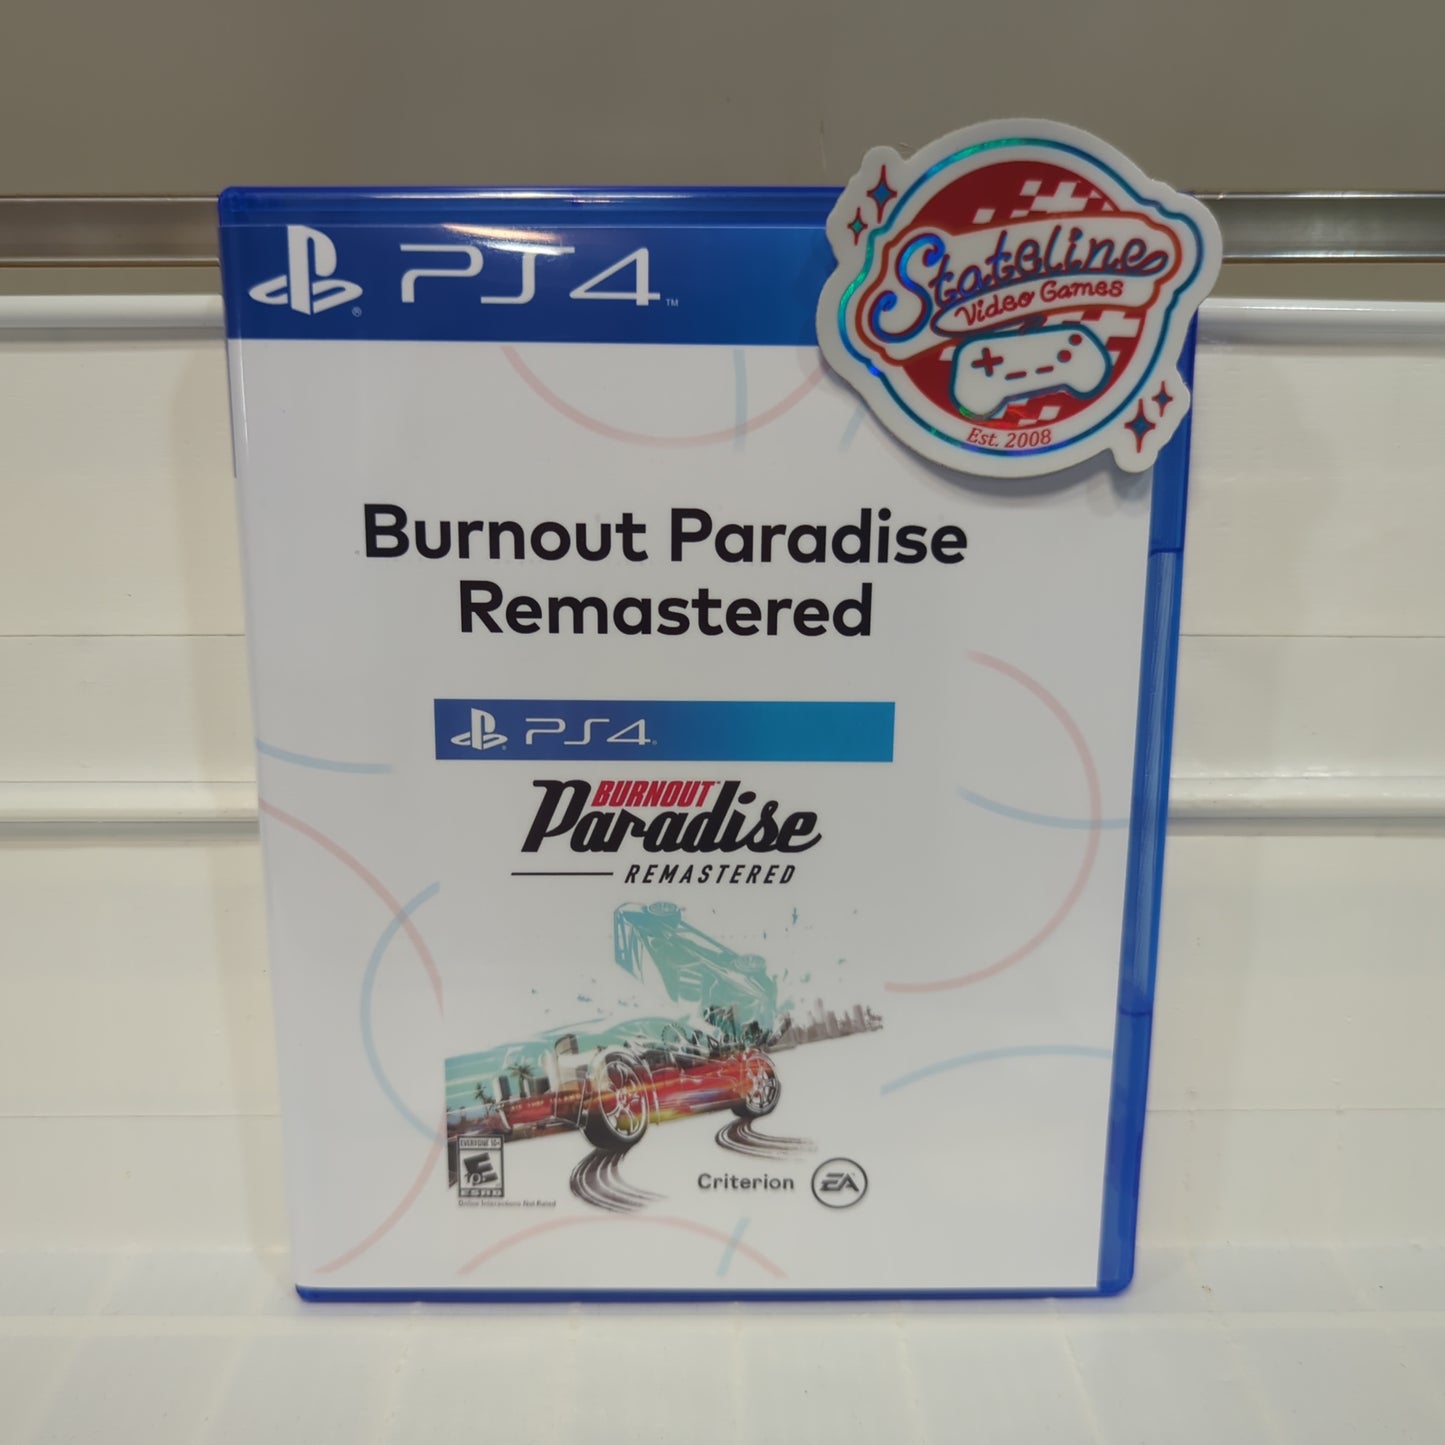 PS4™
Stateline
Video Games
Est. 2008
Burnout Paradise
Remastered
PS4
BURNOUT
Paradise
REMASTERED
EVERYONE 10+
E
ESRB
Online Interactions Not Rated
Criterion
EA